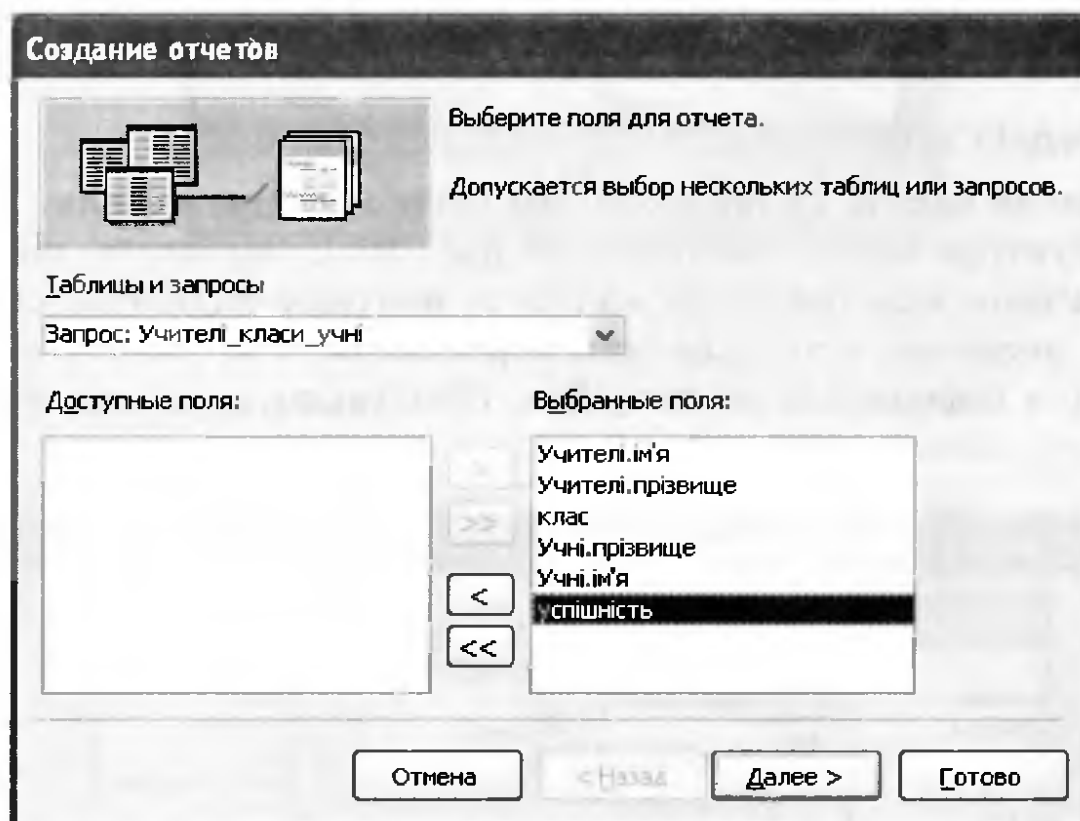 Создание отчетов
Выберите поля для отчета.
Допускается выбор нескольких таблиц или запросов.
Таблицы и запросы
Запрос: Учителі_класи_учні
Доступные поля:
Выбранные поля:
Учителі.ім'я
Учителі.прізвище
клас
Учні.прізвище
Учні.ім'я
успішність
>
>>
<
<<
Отмена
< Назад
Далее >
Готово